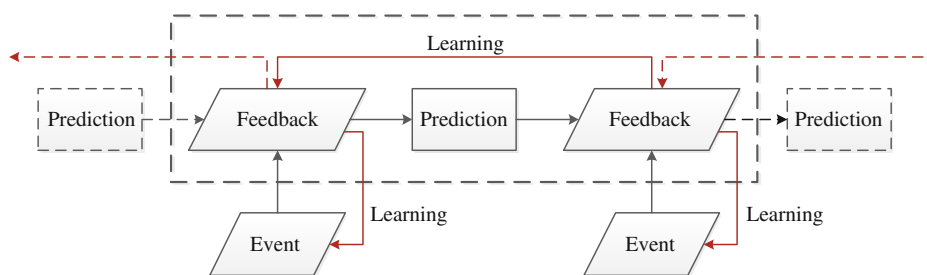 Learning
Prediction
Feedback
Prediction
Feedback
Prediction
Learning
Learning
Event
Event